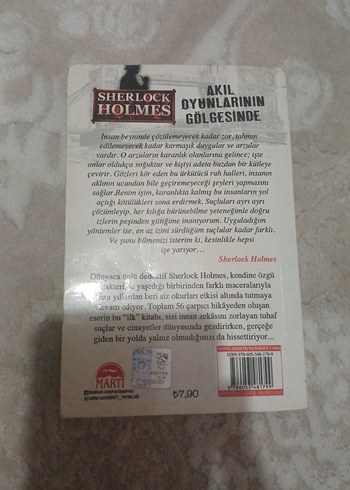 SHERLOCK
HOLMES
AKIL
OYUNLARININ
GÖLGESİNDE
İnsan beyninde çözülemeyecek kadar zor, tahmin
edilemeyecek kadar karmaşık duygular ve arzular
vardır. O arzuların karanlık olanlarına gelince; işte
onlar oldukça soğuktur ve kişiyi adeta buzdan bir kütleye
çevirir. Gözleri kör eden bu ürkütücü ruh halleri, insanın
aklının ucundan bile geçiremeyeceği şeyleri yapmasını
sağlar. Benim işim, karanlıkta kalmış bu insanların yol
açtığı kötülükleri sona erdirmek. Suçluları ayrı ayrı
çözümleyip, her kılığa bürünebilme yeteneğimle doğru
izlerin peşinden gittiğine inanıyorum. Uyguladığım
yöntemler ise, en az izini sürdüğüm suçlular kadar farklı.
Ve şunu bilmenizi isterim ki, kesinlikle hepsi
işe yarıyor…
Sherlock Holmes
Dünyaca ünlü dedektif Sherlock Holmes, kendine özgü
ve yaşadığı birbirinden farklı maceralarıyla
yıllardan beri siz okurları etkisi altında tutmaya
devam ediyor. Toplam 56 çarpıcı hikâyeden oluşan
eserin bu "ilk" kitabı, sizi insan zekâsını zorlayan tuhaf
suçlar ve cinayetler dünyasında gezdirirken, gerçeğe
giden bir yolda yalnız olmadığınızı da hissettiriyor...
MARTI
₺7,90